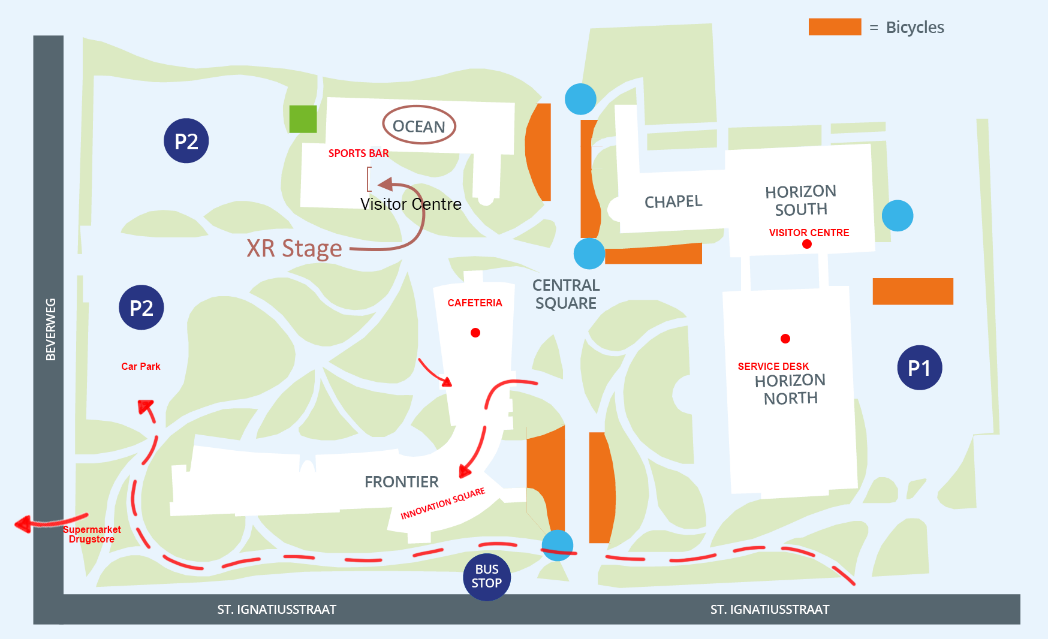 = Bicycles
P2
OCEAN
SPORTS BAR
Visitor Centre
XR Stage
CHAPEL
HORIZON
SOUTH
VISITOR CENTRE
CENTRAL
SQUARE
CAFETERIA
P2
Car Park
BEVERWEG
SERVICE DESK
HORIZON
NORTH
P1
FRONTIER
INNOVATION SQUARE
Supermarket
Drugstore
BUS
STOP
ST. IGNATIUSSTRAAT
ST. IGNATIUSSTRAAT